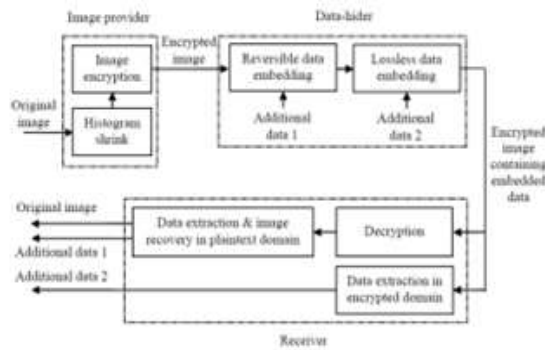 Image provider
Data-hider
Encrypted
image
Image
encryption
Reversible data
embedding
Lossless data
embedding
Original
image
Histogram
shrink
Additional
data 1
Additional
data 2
Encrypted
image
containing
embedded
data
Original image
Data extraction & image
recovery in plaintext domain
Decryption
Additional data 1
Additional data 2
Data extraction in
encrypted domain
Receiver